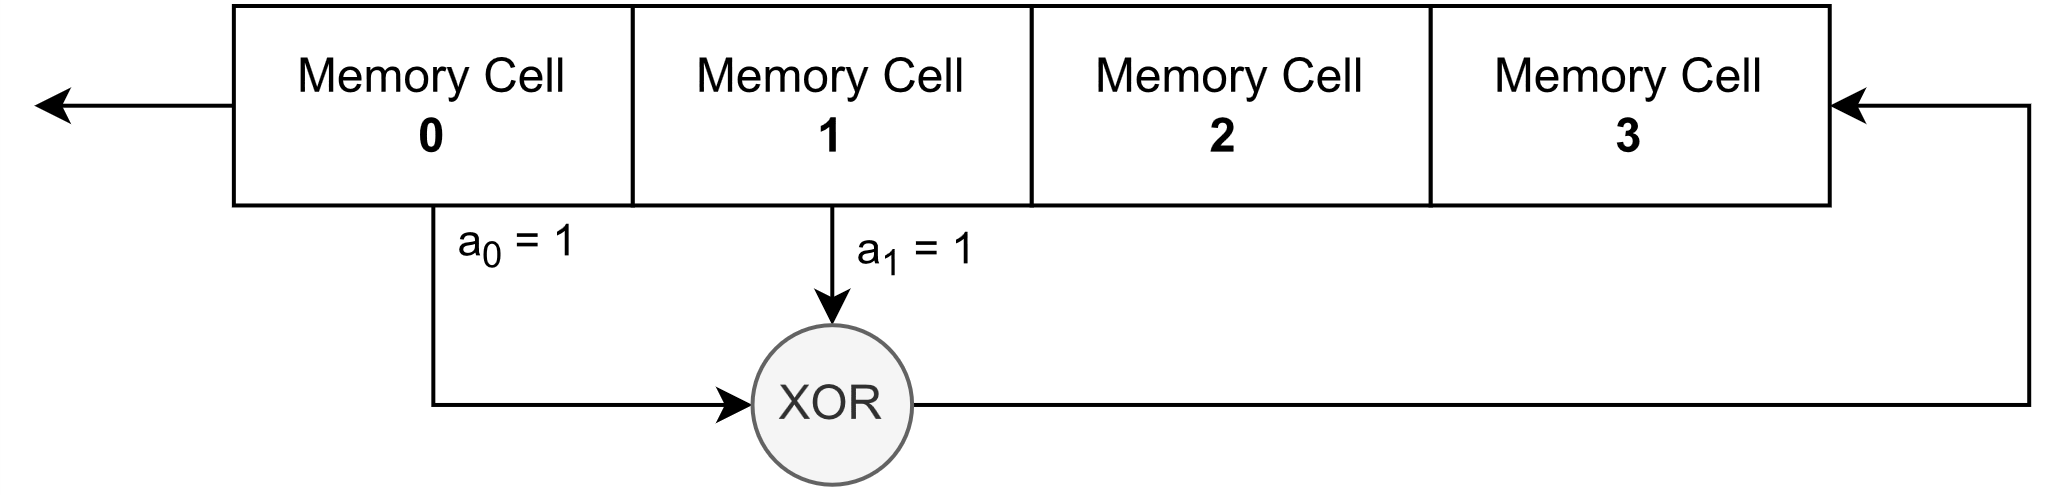 Memory Cell
0
Memory Cell
1
Memory Cell
2
Memory Cell
3
a0 = 1
a1 = 1
XOR